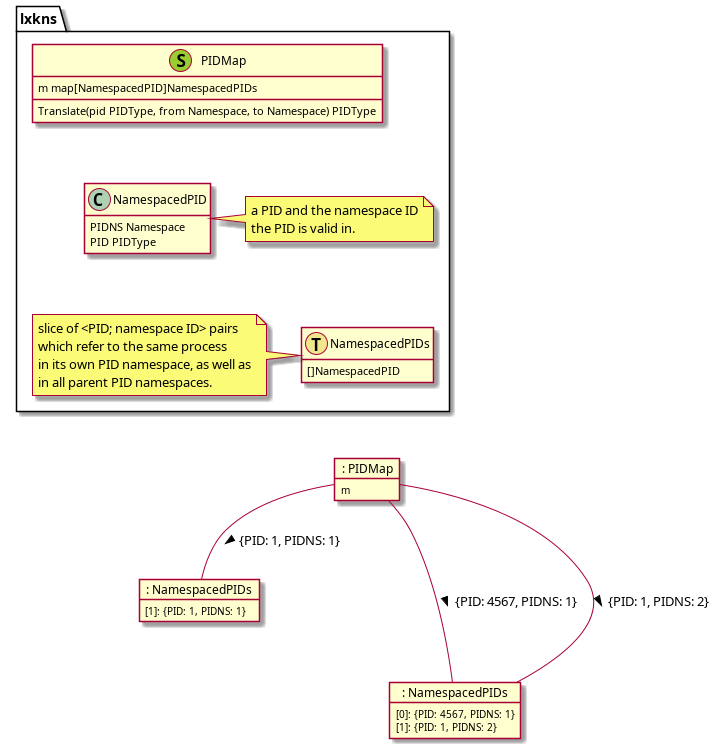 lxkns
S PIDMap
m map[NamespacedPID]NamespacedPIDs
Translate(pid PIDType, from Namespace, to Namespace) PIDType
C NamespacedPID
PIDNS Namespace
PID PIDType
a PID and the namespace ID
the PID is valid in.
slice of <PID; namespace ID> pairs
which refer to the same process
in its own PID namespace, as well as
in all parent PID namespaces.
T NamespacedPIDs
[]NamespacedPID
: PIDMap
m
{PID: 1, PIDNS: 1}
{PID: 4567, PIDNS: 1}
{PID: 1, PIDNS: 2}
: NamespacedPIDs
[1]: {PID: 1, PIDNS: 1}
: NamespacedPIDs
[0]: {PID: 4567, PIDNS: 1}
[1]: {PID: 1, PIDNS: 2}